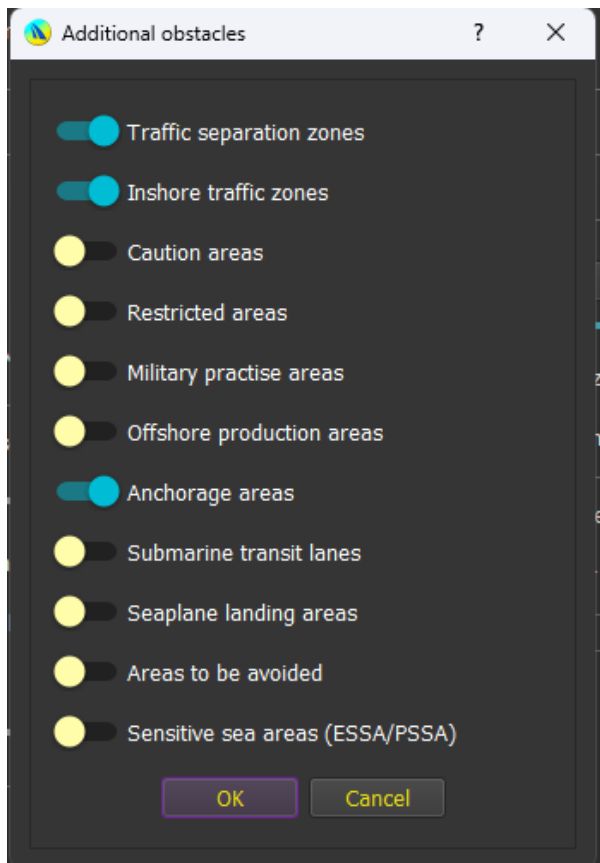 Additional obstacles ?
Traffic separation zones
Inshore traffic zones
Caution areas
Restricted areas
Military practise areas
Offshore production areas
Anchorage areas
Submarine transit lanes
Seaplane landing areas
Areas to be avoided
Sensitive sea areas (ESSA/PSSA)
OK Cancel